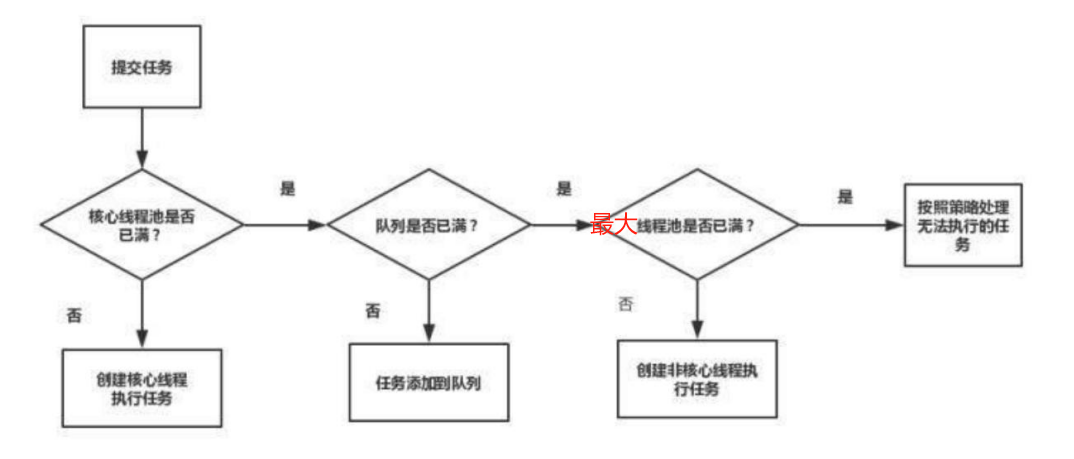 提交任务
核心线程池是否
已满？
是
队列是否已满？
是
最大线程池是否已满？
是
按照策略处理
无法执行的任
务
否
创建核心线程
执行任务
否
任务添加到队列
否
创建非核心线程执
行任务